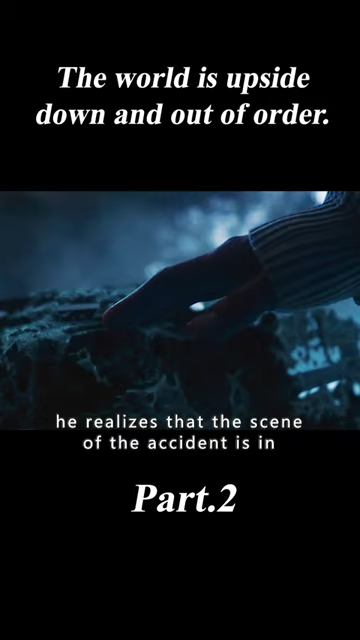 The world is upside
down and out of order.
he realizes that the scene
of the accident is in
Part.2